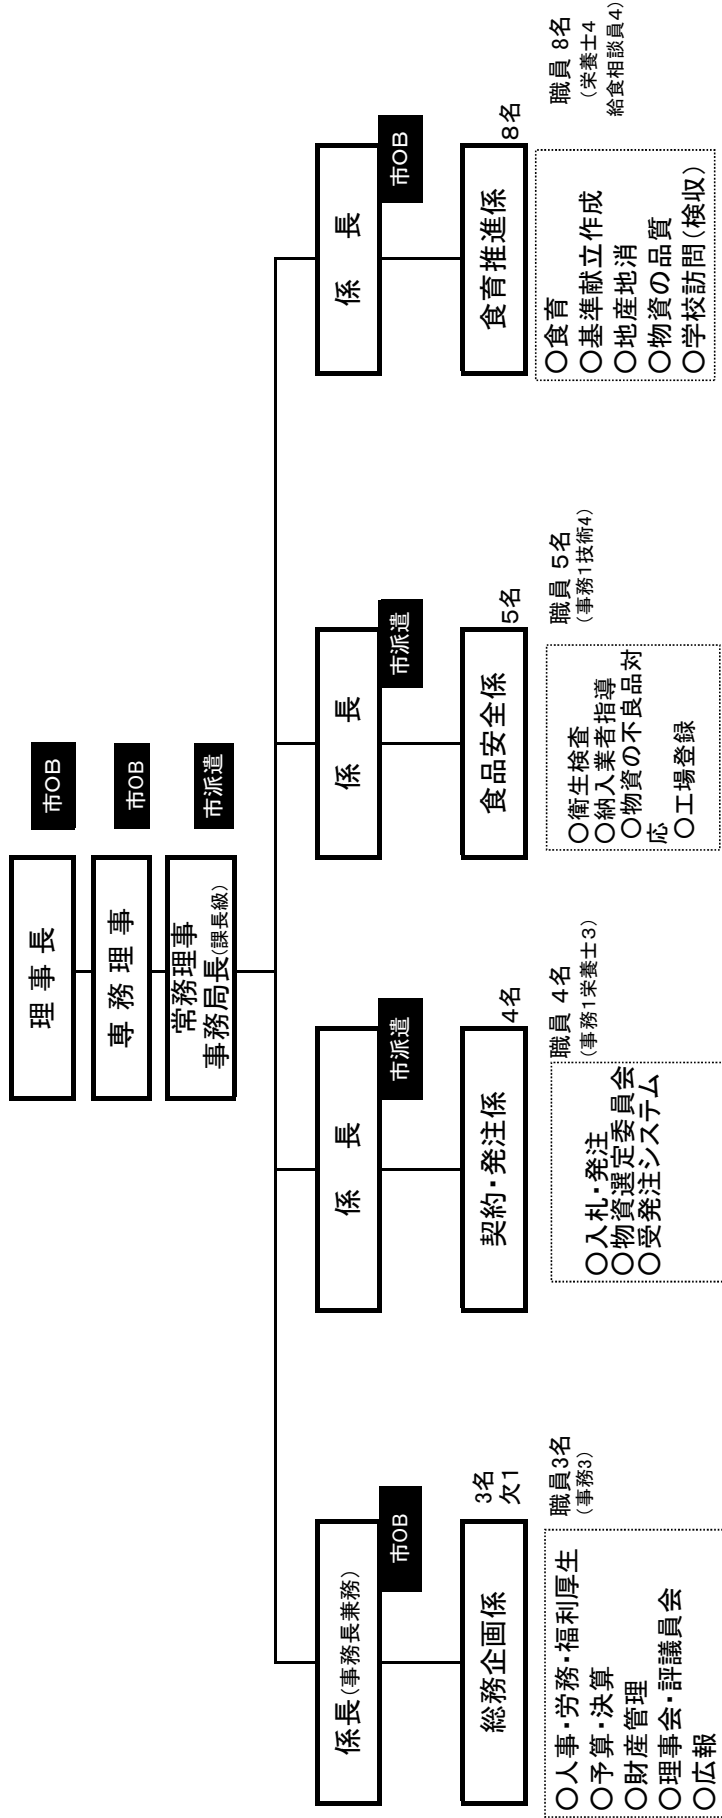 理事長
市OB
専務理事
市OB
常務理事
事務局長(課長級)
市派遣
係長(事務長兼務)
市OB
総務企画係
3名
欠1
職員3名
(事務3)
○人事・労務・福利厚生
○予算・決算
○財産管理
○理事会・評議員会
○広報
係　長
市派遣
契約・発注係
4名
職員 4名
(事務1栄養士3)
○入札・発注
○物資選定委員会
○受発注システム
係　長
市派遣
食品安全係
5名
職員 5名
(事務1技術4)
○衛生検査
○納入業者指導
○物資の不良品対
応
○工場登録
係　長
市OB
食育推進係
8名
職員 8名
(栄養士4
給食相談員4)
○食育
○基準献立作成
○地産地消
○物資の品質
○学校訪問(検収)